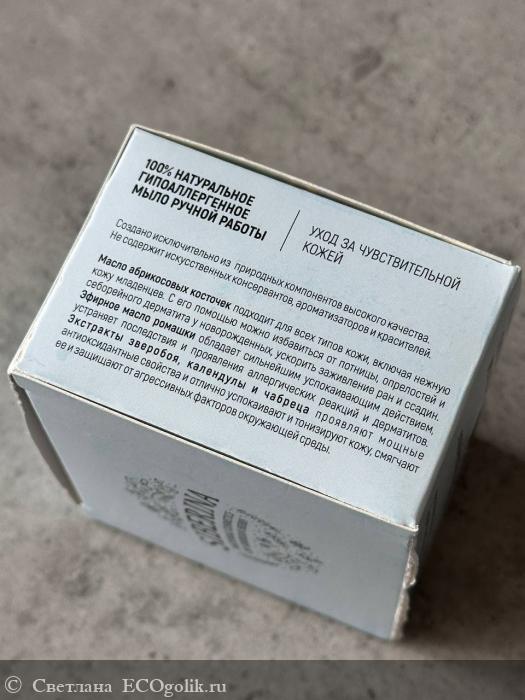 100% НАТУРАЛЬНОЕ
ГИПОАЛЛЕРГЕННОЕ
МЫЛО РУЧНОЙ РАБОТЫ
УХОД ЗА ЧУВСТВИТЕЛЬНОЙ
КОЖЕЙ
Создано исключительно из природных компонентов высокого качества.
Не содержит искусственных консервантов, ароматизаторов и красителей.
Масло абрикосовых косточек подходит для всех типов кожи, включая нежную
кожу младенцев. С его помощью можно избавиться от потницы, опрелостей и
себорейного дерматита у новорожденных, ускорить заживление ран и ссадин.
Эфирное масло ромашки обладает сильнейшим успокаивающим действием,
устраняет последствия и проявления аллергических реакций и дерматитов.
Экстракты зверобоя, календулы и чабреца проявляют мощные
антиоксидантные свойства и отлично успокаивают и тонизируют кожу, смягчают
ее и защищают от агрессивных факторов окружающей среды.
SIBERINA
© Светлана ECOgolik.ru